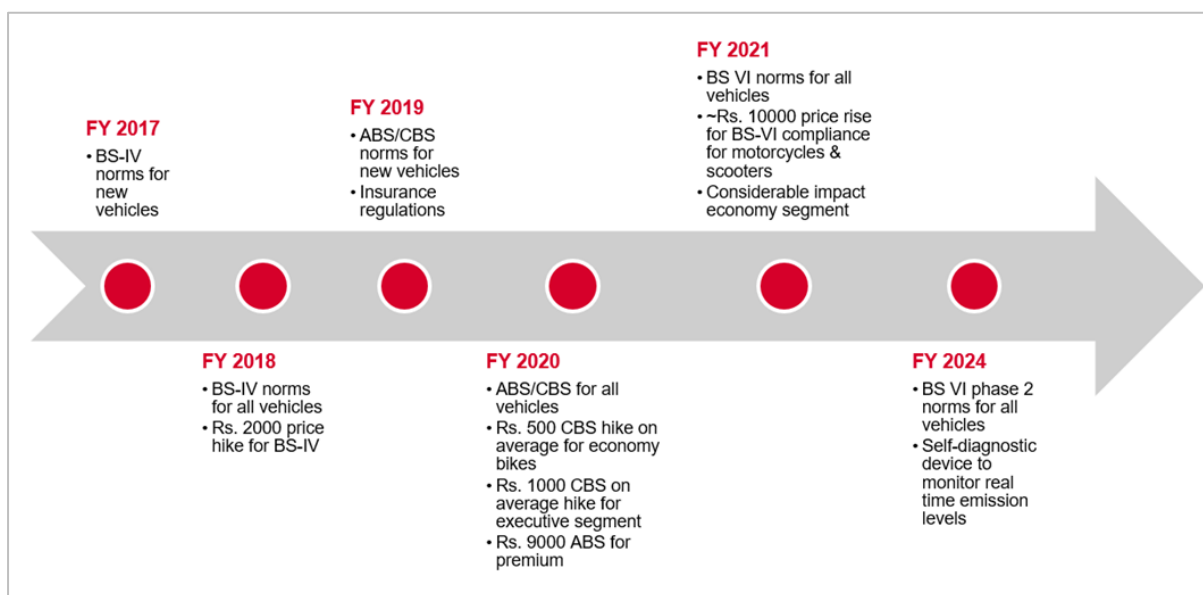 FY 2017
• BS-IV
norms for
new
vehicles
FY 2018
• BS-IV norms
for all vehicles
• Rs. 2000 price
hike for BS-IV
FY 2019
• ABS/CBS
norms for
new vehicles
• Insurance
regulations
FY 2020
• ABS/CBS for all
vehicles
• Rs. 500 CBS hike on
average for economy
bikes
• Rs. 1000 CBS on
average hike for
executive segment
• Rs. 9000 ABS for
premium
FY 2021
• BS VI norms for all
vehicles
• ~Rs. 10000 price rise
for BS-VI compliance
for motorcycles &
scooters
• Considerable impact
economy segment
FY 2024
• BS VI phase 2
norms for all
vehicles
• Self-diagnostic
device to
monitor real
time emission
levels